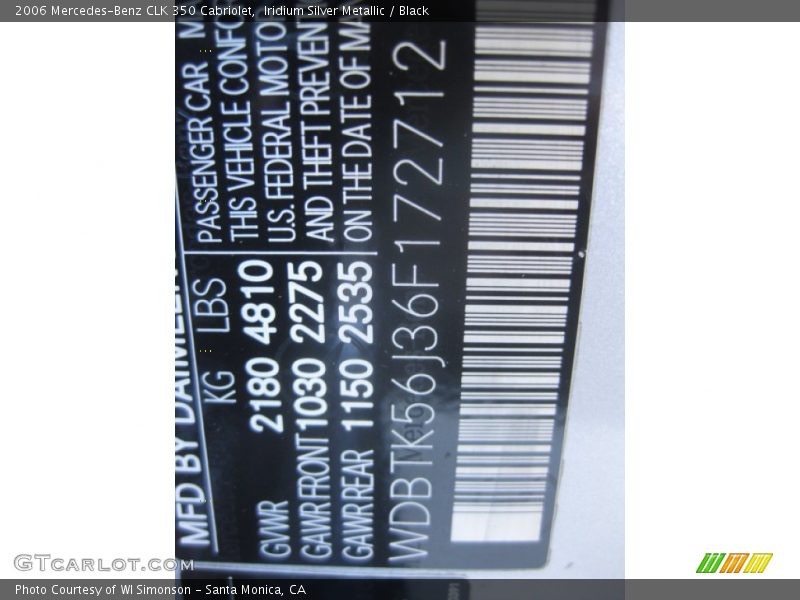 2006 Mercedes-Benz CLK 350 Cabriolet,  Iridium Silver Metallic / Black
MFD BY DAIMLER
KG LBS
GVWR 2180 4810
GAWR FRONT 1030 2275
GAWR REAR 1150 2535
PASSENGER CAR M
THIS VEHICLE CONFO
U.S. FEDERAL MOTOR
AND THEFT PREVENT
ON THE DATE OF MA
WDBTK56J36F172712
GTcarlot.com
Photo Courtesy of WI Simonson - Santa Monica, CA